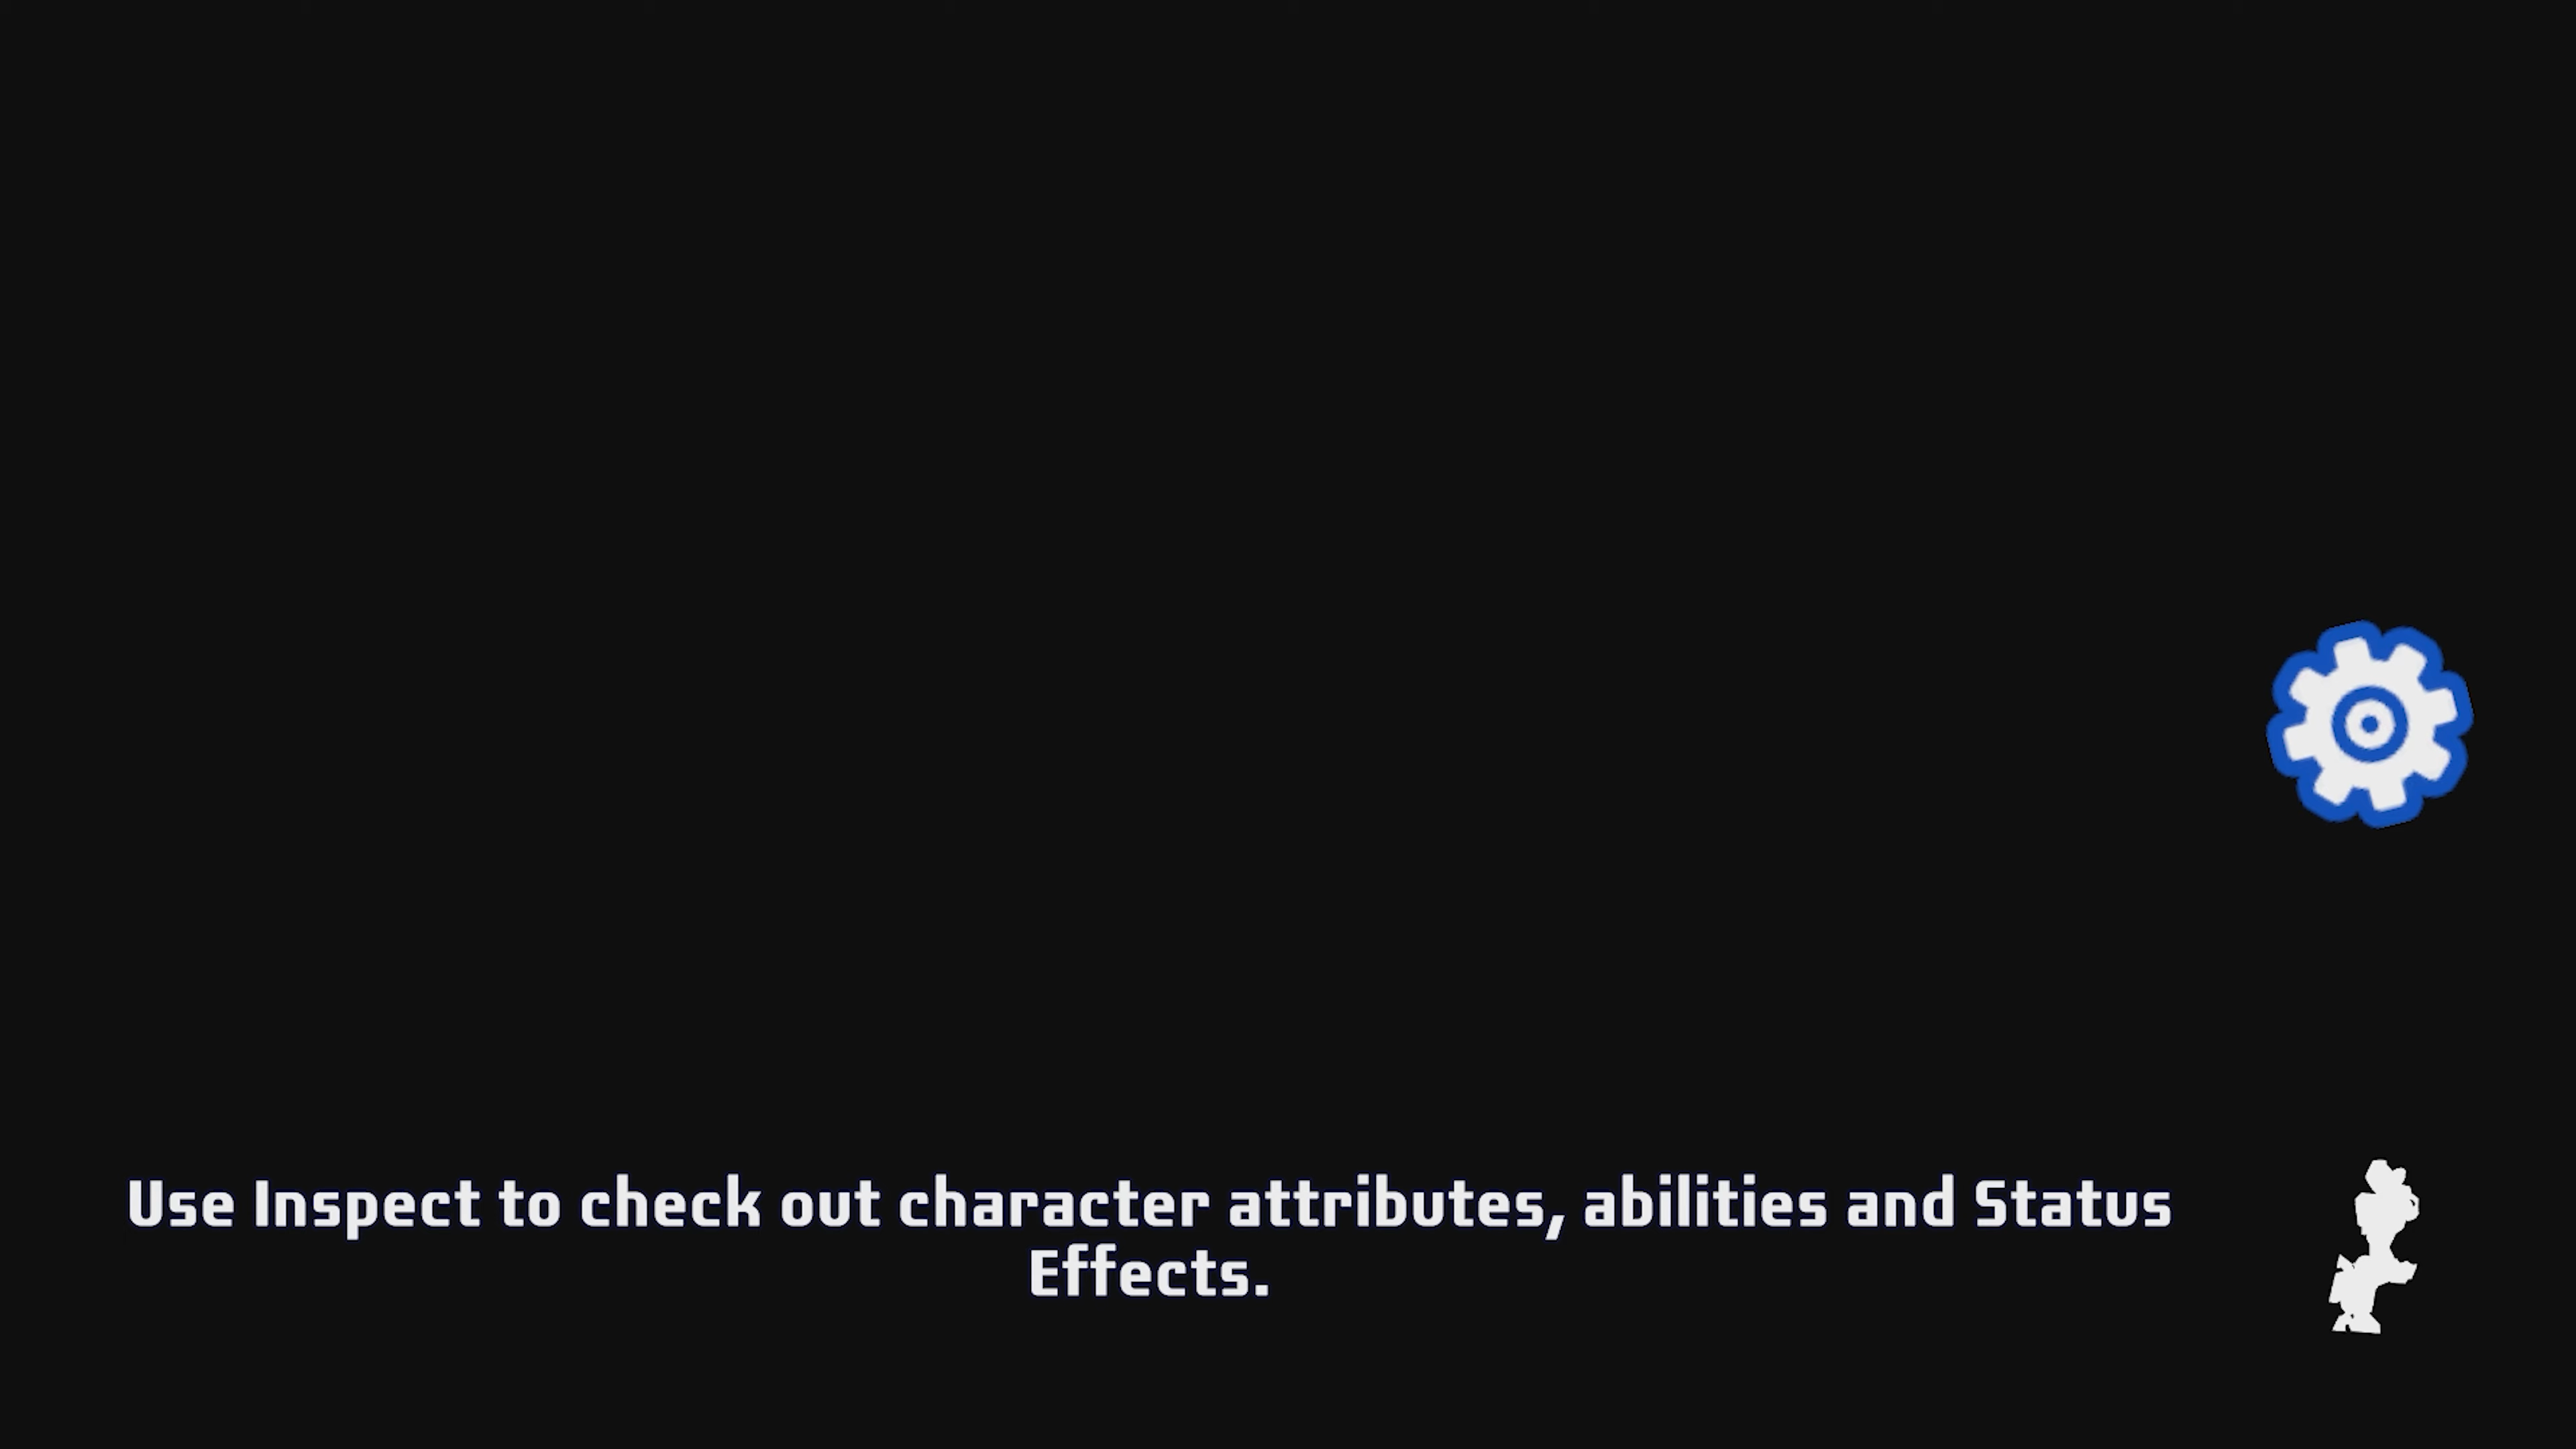 Use Inspect to check out character attributes, abilities and Status
Effects.